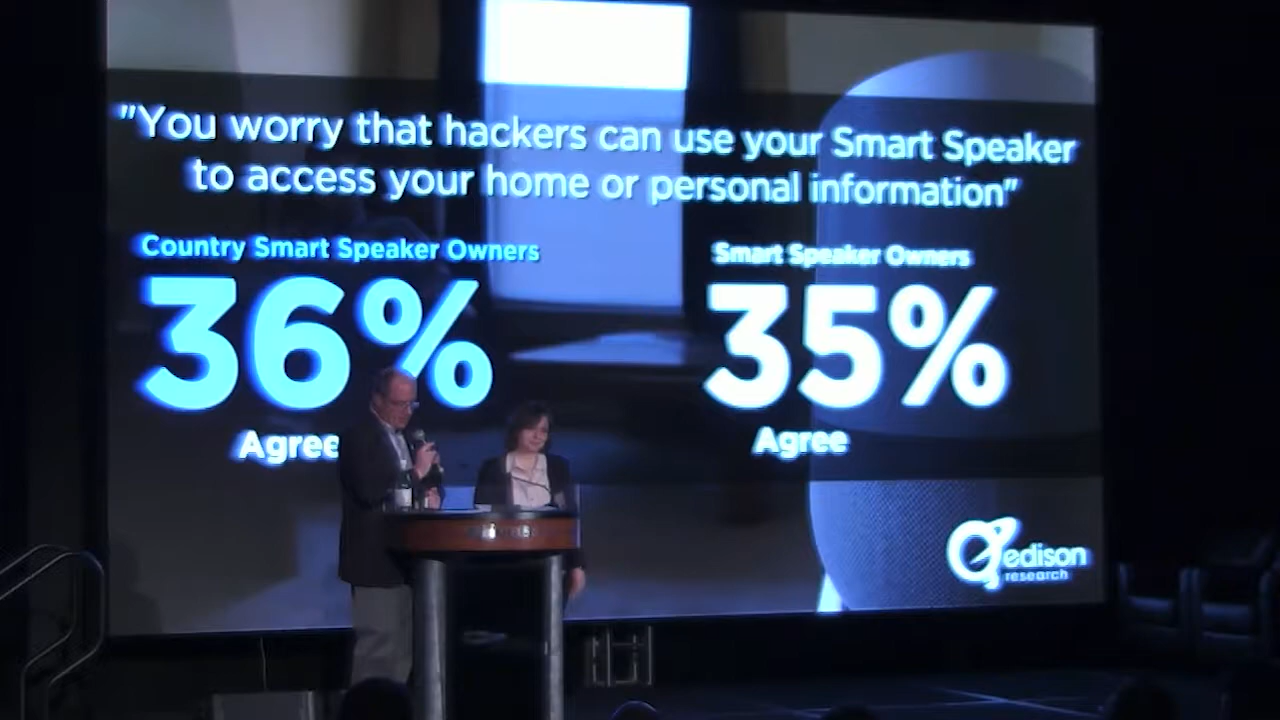 "You worry that hackers can use your Smart Speaker
to access your home or personal information"
Country Smart Speaker Owners
36%
Agree
Smart Speaker Owners
35%
Agree
edison
research